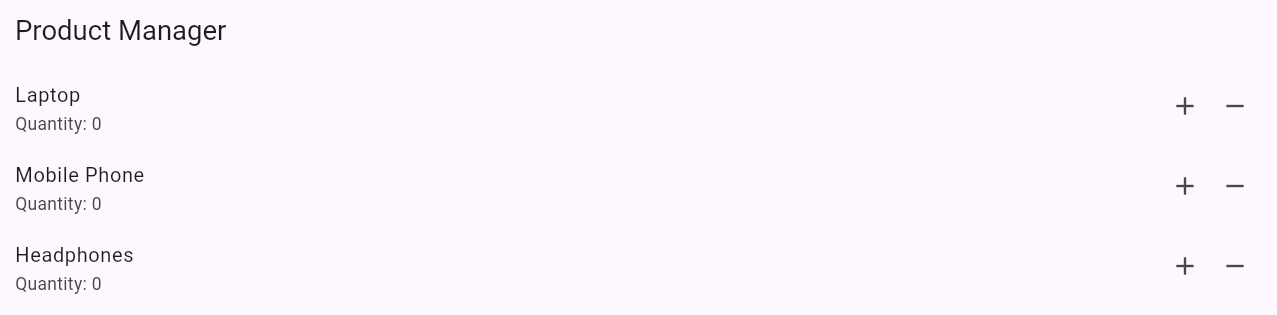 Product Manager
Laptop
Quantity: 0
Mobile Phone
Quantity: 0
Headphones
Quantity: 0